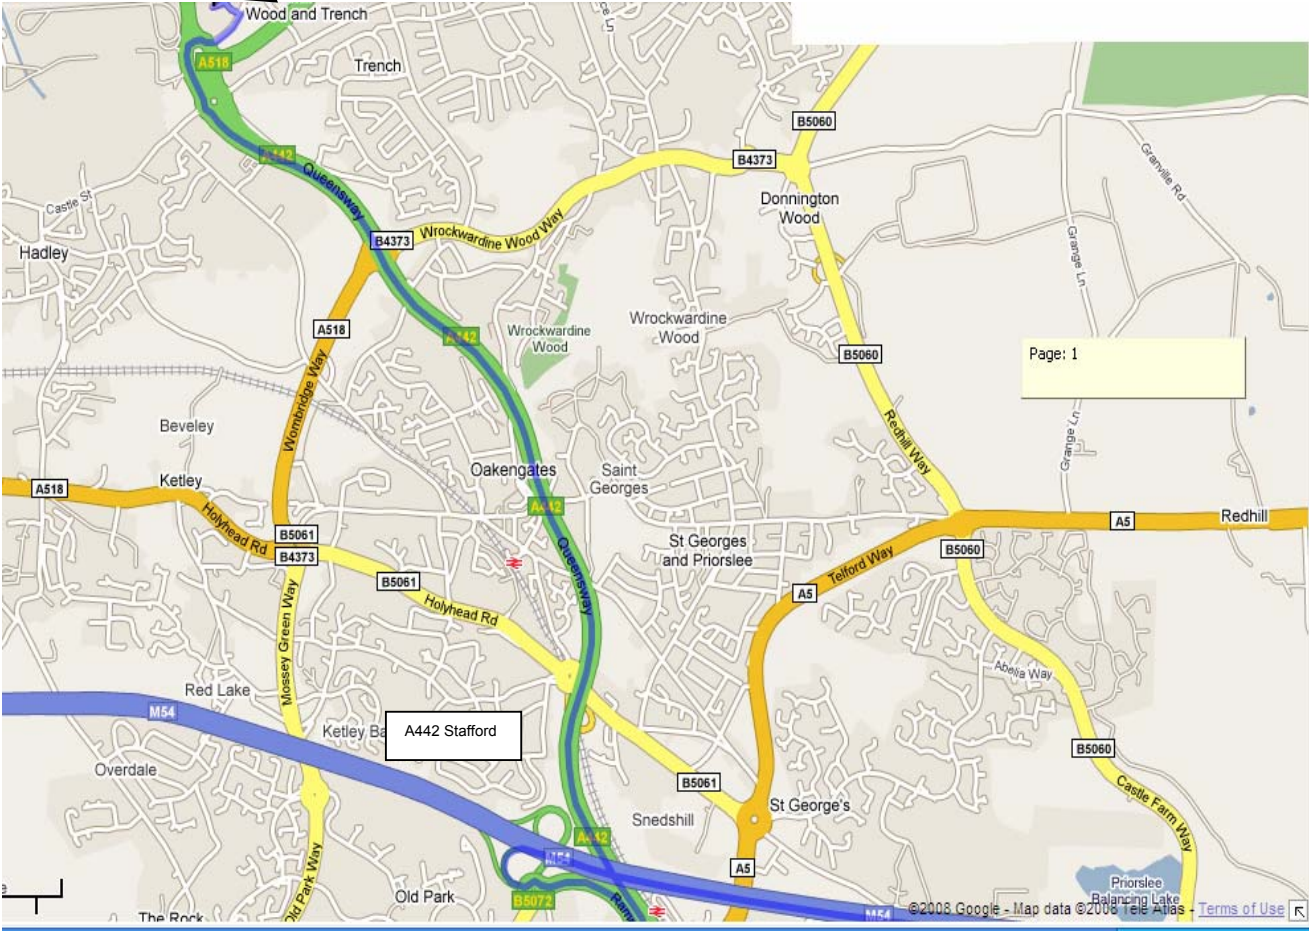 Wood and Trench
Trench
A518
B5060
B4373
A442
Queensway
Granville Rd
Castle St
Donnington
Wood
Hadley
B4373
Wrockwardine Wood Way
Grange Ln
A518
A442
Wrockwardine
Wood
Wrockwardine
Wood
B5060
Page: 1
Wombridge Way
Beveley
Redhill Way
Grange Ln
Oakengates
Saint
Georges
Ketley
A518
A442
Holyhead Rd
B5061
B4373
St Georges
and Priorslee
A5
Redhill
B5060
Telford Way
Queensway
B5061
Holyhead Rd
A5
Mossey Green Way
Abelia Way
Red Lake
M54
Ketley Ba
A442 Stafford
B5060
Overdale
B5061
Castle Farm Way
St George's
Snedshill
A442
M54
A5
Old Park Way
Old Park
B5072
Priorslee
Balancing Lake
The Rock
M54
©2008 Google - Map data ©2008 Tele Atlas - Terms of Use